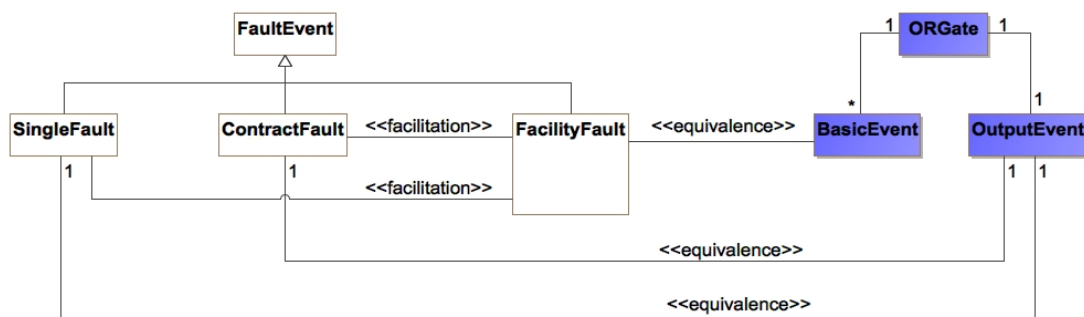 FaultEvent
1
ORGate
1
*
1
SingleFault
ContractFault
<<facilitation>>
FacilityFault
<<equivalence>>
BasicEvent
OutputEvent
1
1
1
1
<<facilitation>>
<<equivalence>>
<<equivalence>>